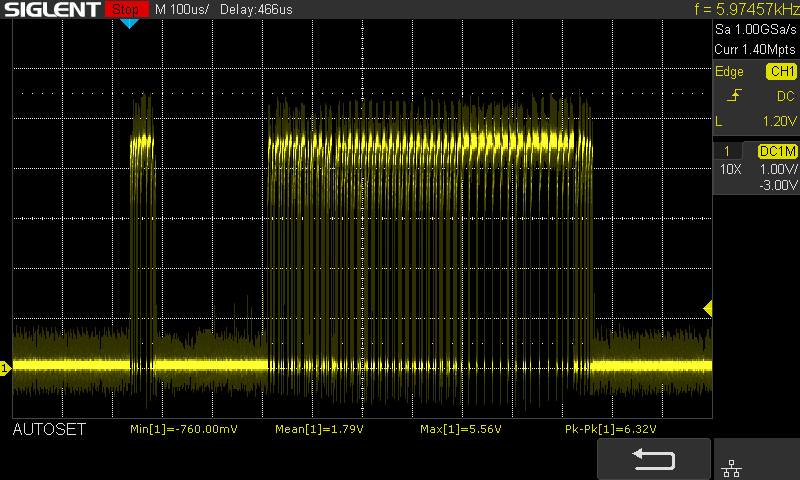 SIGLENT Stop M 100us/ Delay:466us f = 5.97457kHz
Sa 1.00GSa/s
Curr 1.40Mpts
Edge CH1
DC
L 1.20V
1 DC1M
10X 1.00V/
-3.00V
1
AUTOSET Min[1]=-760.00mV Mean[1]=1.79V Max[1]=5.56V Pk-Pk[1]=6.32V